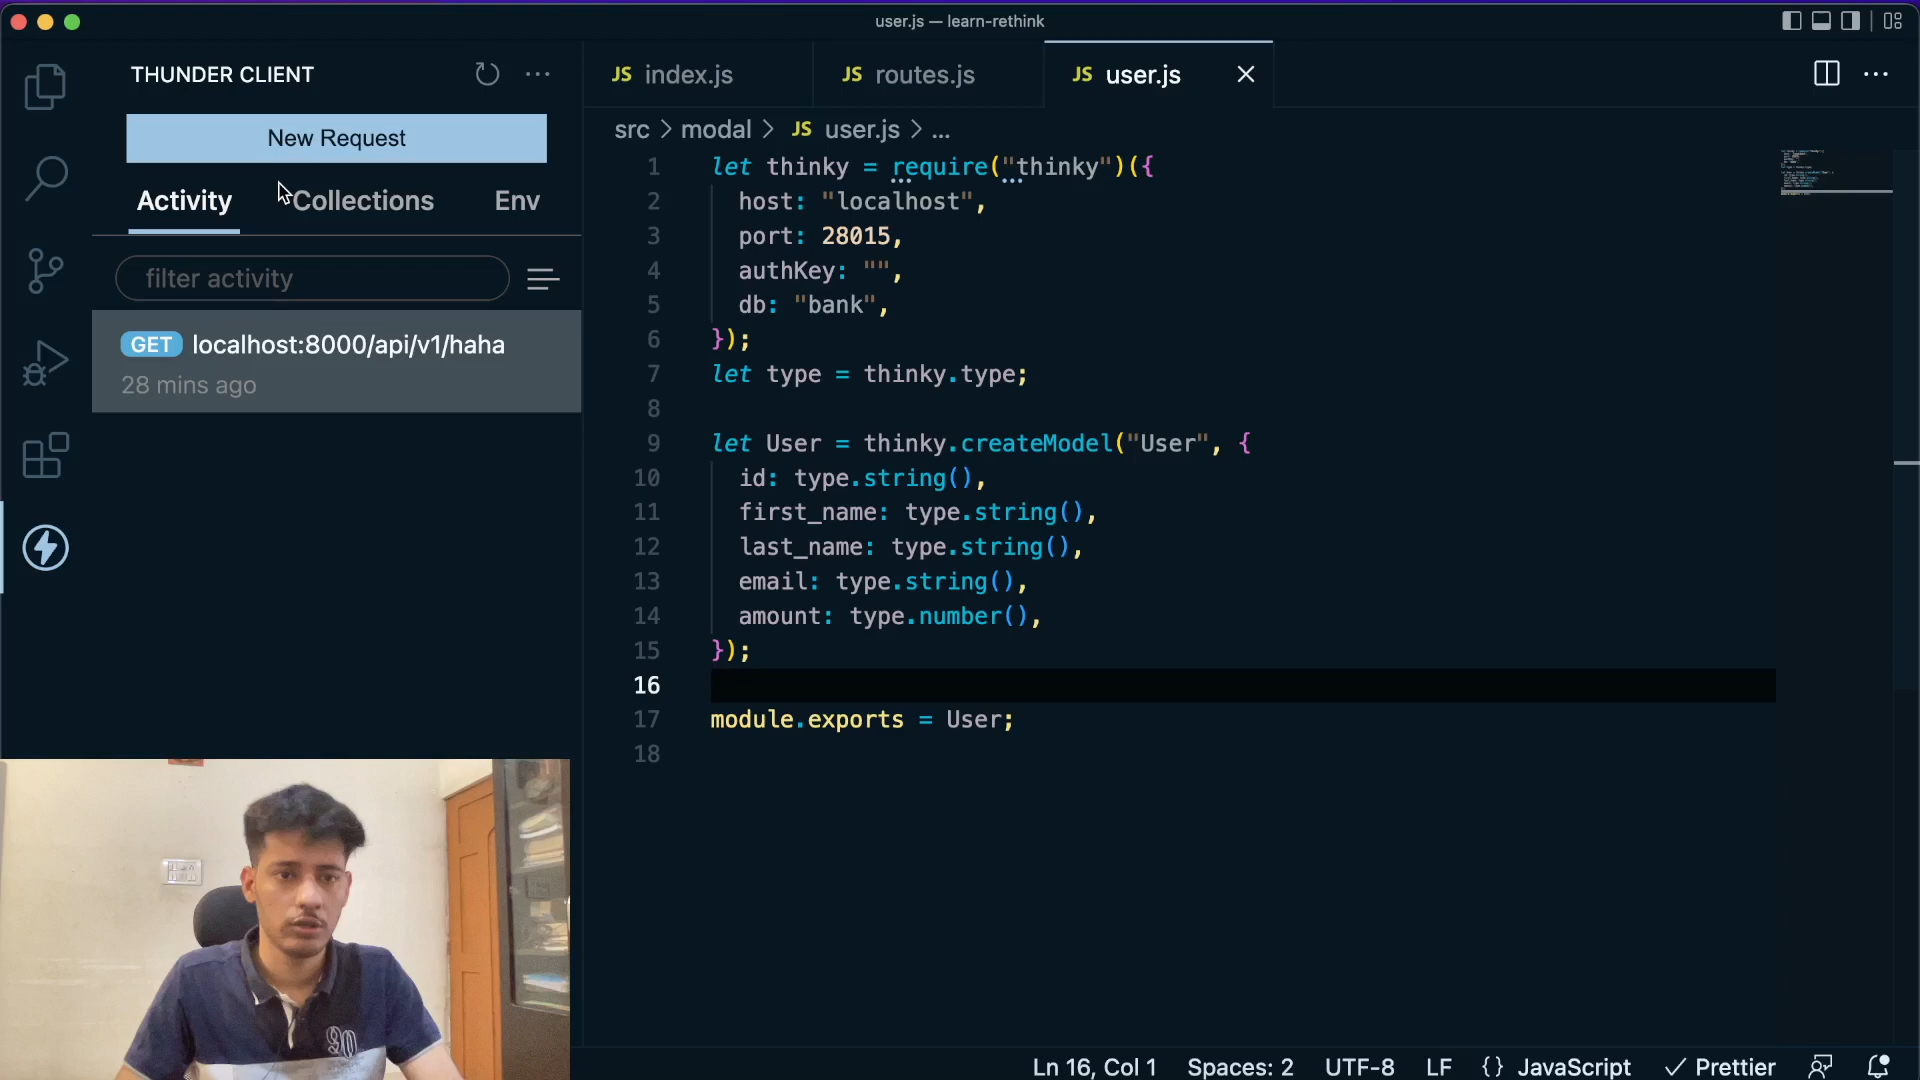 user.js — learn-rethink
THUNDER CLIENT
New Request
Activity
Collections
Env
filter activity
GET localhost:8000/api/v1/haha
28 mins ago
JS index.js
JS routes.js
JS user.js
src > modal > JS user.js > ...
1 let thinky = require("thinky")({
2 host: "localhost",
3 port: 28015,
4 authKey: "",
5 db: "bank",
6 });
7 let type = thinky.type;
8
9 let User = thinky.createModel("User", {
10 id: type.string(),
11 first_name: type.string(),
12 last_name: type.string(),
13 email: type.string(),
14 amount: type.number(),
15 });
16
17 module.exports = User;
18
Ln 16, Col 1 Spaces: 2 UTF-8 LF {} JavaScript Prettier